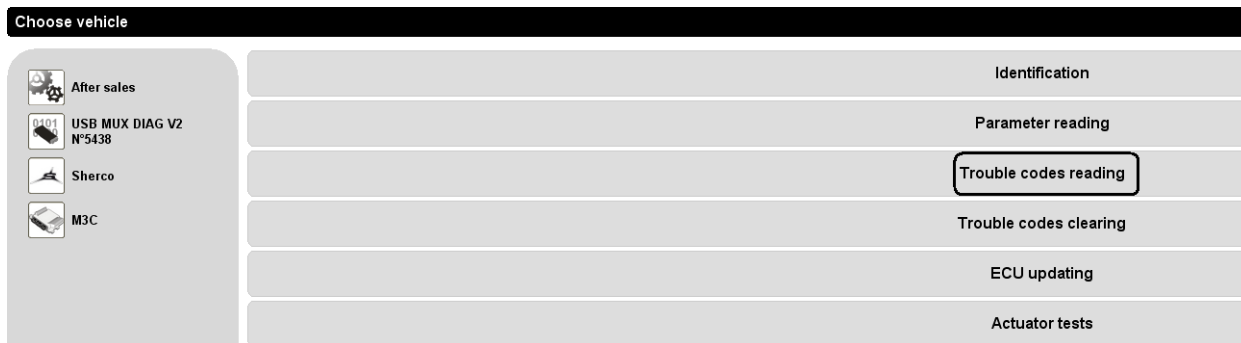 Choose vehicle
After sales
USB MUX DIAG V2
N°5438
Sherco
M3C
Identification
Parameter reading
Trouble codes reading
Trouble codes clearing
ECU updating
Actuator tests